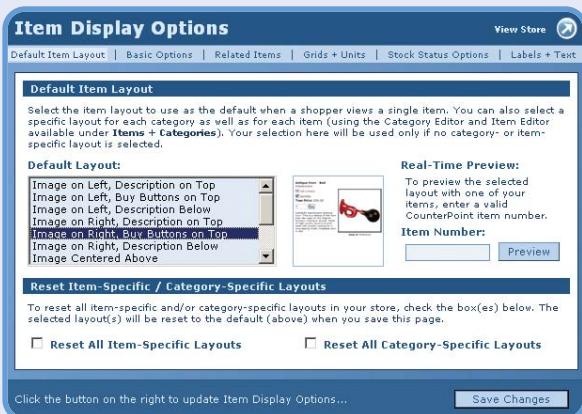 Item Display Options
View Store
Default Item Layout | Basic Options | Related Items | Grids + Units | Stock Status Options | Labels + Text
Default Item Layout
Select the item layout to use as the default when a shopper views a single item. You can also select a
specific layout for each category as well as for each item (using the Category Editor and Item Editor
available under Items + Categories). Your selection here will be used only if no category- or item-
specific layout is selected.
Default Layout:
Image on Left, Description on Top
Image on Left, Buy Buttons on Top
Image on Left, Description Below
Image on Right, Description on Top
Image on Right, Buy Buttons on Top
Image on Right, Description Below
Image Centered Above
Real-Time Preview:
To preview the selected
layout with one of your
items, enter a valid
CounterPoint item number.
Item Number:
Preview
Reset Item-Specific / Category-Specific Layouts
To reset all item-specific and/or category-specific layouts in your store, check the box(es) below. The
selected layout(s) will be reset to the default (above) when you save this page.
Reset All Item-Specific Layouts
Reset All Category-Specific Layouts
Click the button on the right to update Item Display Options...
Save Changes